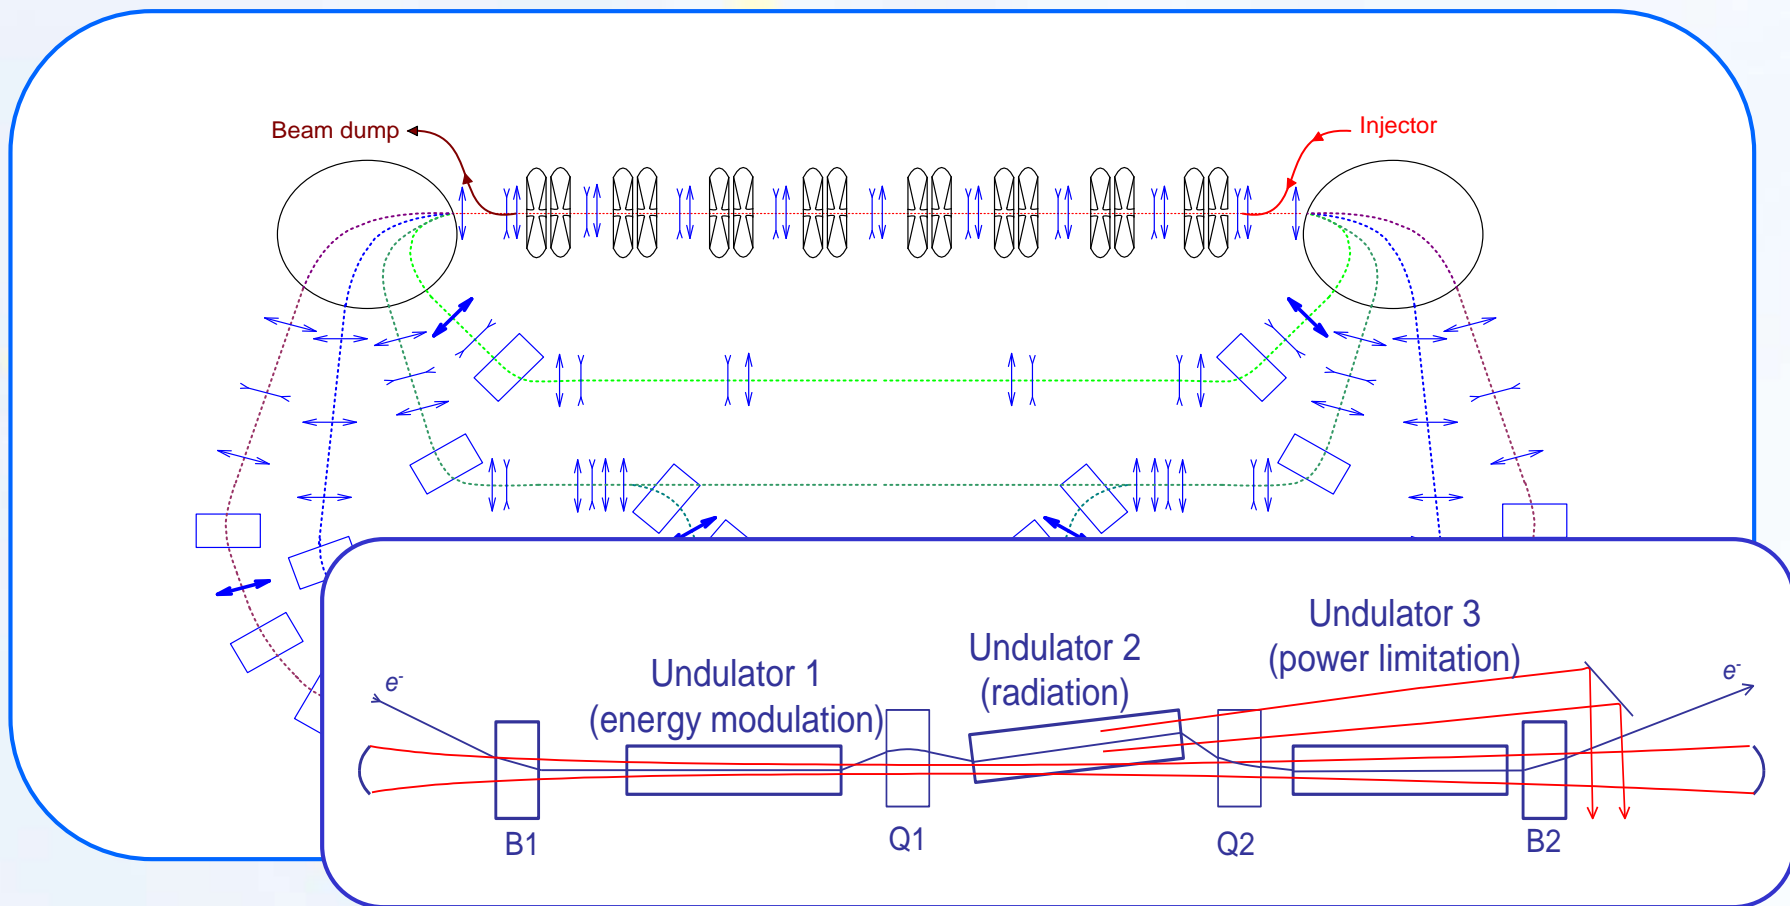 Beam dump
Injector
Undulator 3
(power limitation)
Undulator 2
(radiation)
Undulator 1
(energy modulation)
e-
e-
B1
Q1
Q2
B2